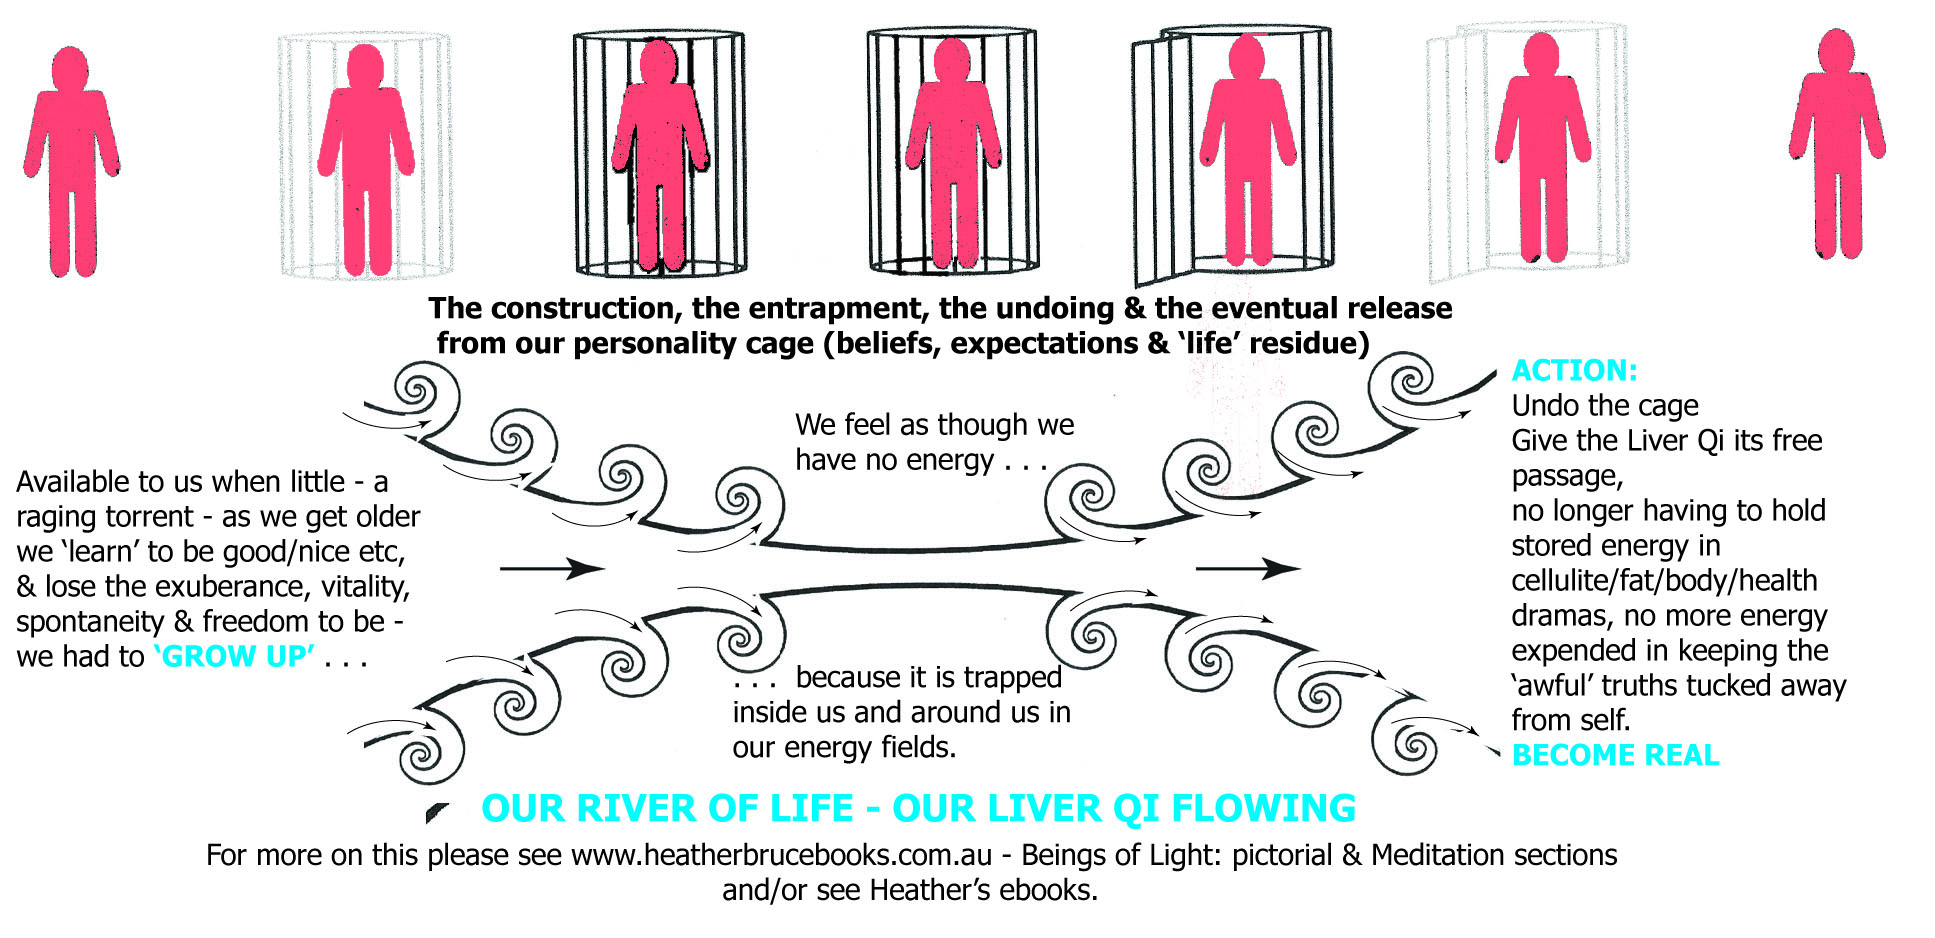 The construction, the entrapment, the undoing & the eventual release
from our personality cage (beliefs, expectations & ‘life’ residue)
Available to us when little - a
raging torrent - as we get older
we ‘learn’ to be good/nice etc,
& lose the exuberance, vitality,
spontaneity & freedom to be -
we had to ‘GROW UP’ . . .
We feel as though we
have no energy . . .
. . .  because it is trapped
inside us and around us in
our energy fields.
ACTION:
Undo the cage
Give the Liver Qi its free
passage,
no longer having to hold
stored energy in
cellulite/fat/body/health
dramas, no more energy
expended in keeping the
‘awful’ truths tucked away
from self.
BECOME REAL
OUR RIVER OF LIFE - OUR LIVER QI FLOWING
For more on this please see www.heatherbrucebooks.com.au - Beings of Light: pictorial & Meditation sections
and/or see Heather’s ebooks.